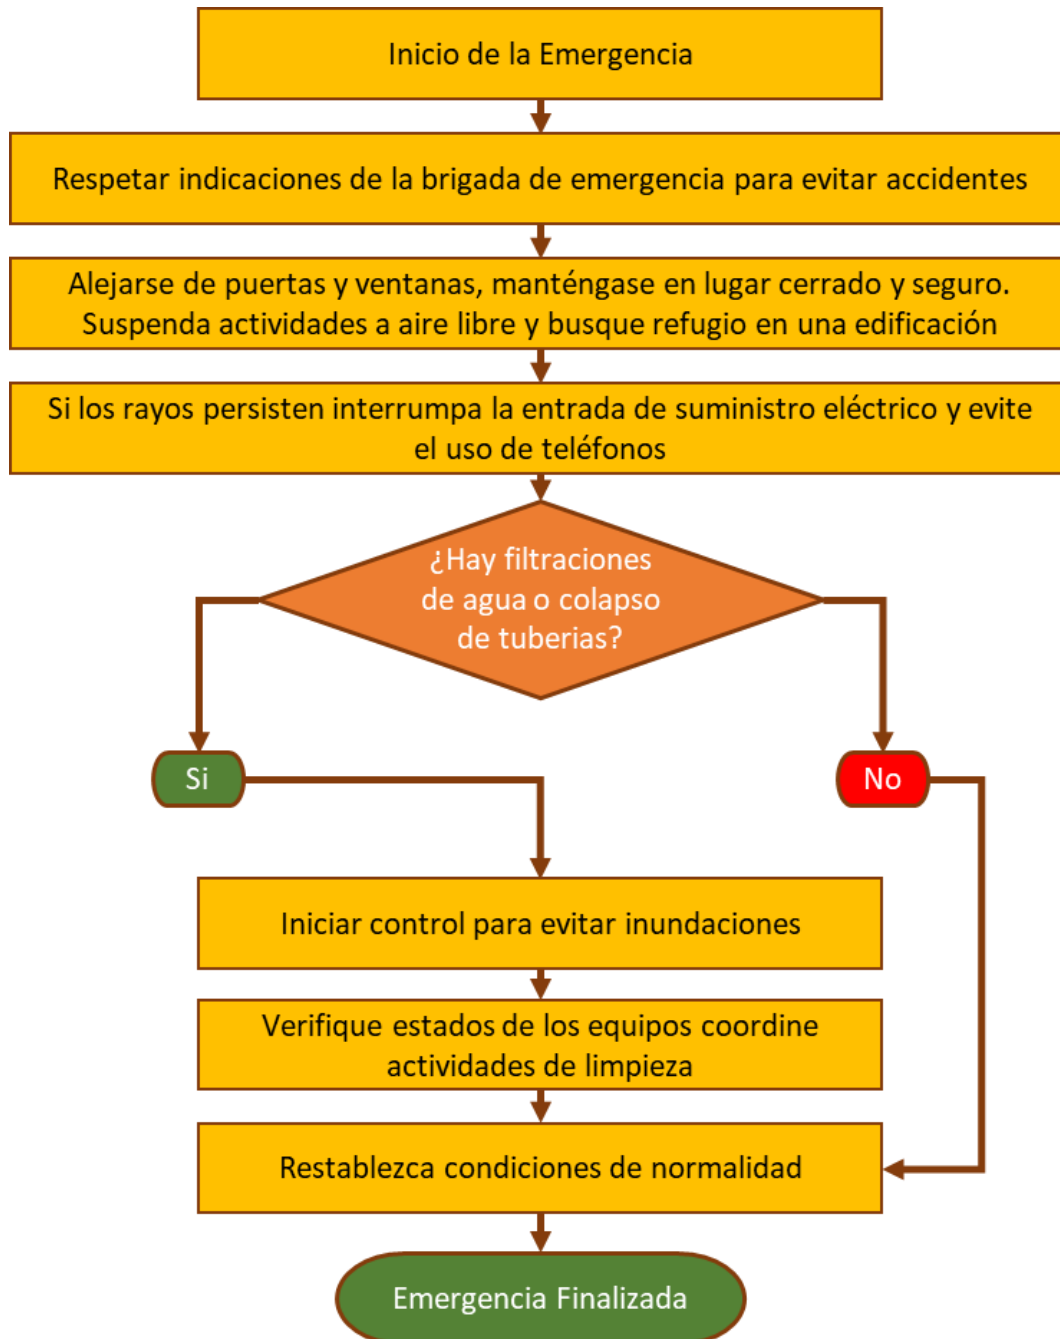 Inicio de la Emergencia
Respetar indicaciones de la brigada de emergencia para evitar accidentes
Alejarse de puertas y ventanas, manténgase en lugar cerrado y seguro.
Suspenda actividades a aire libre y busque refugio en una edificación
Si los rayos persisten interrumpa la entrada de suministro eléctrico y evite
el uso de teléfonos
¿Hay filtraciones
de agua o colapso
de tuberias?
Si
No
Iniciar control para evitar inundaciones
Verifique estados de los equipos coordine
actividades de limpieza
Restablezca condiciones de normalidad
Emergencia Finalizada